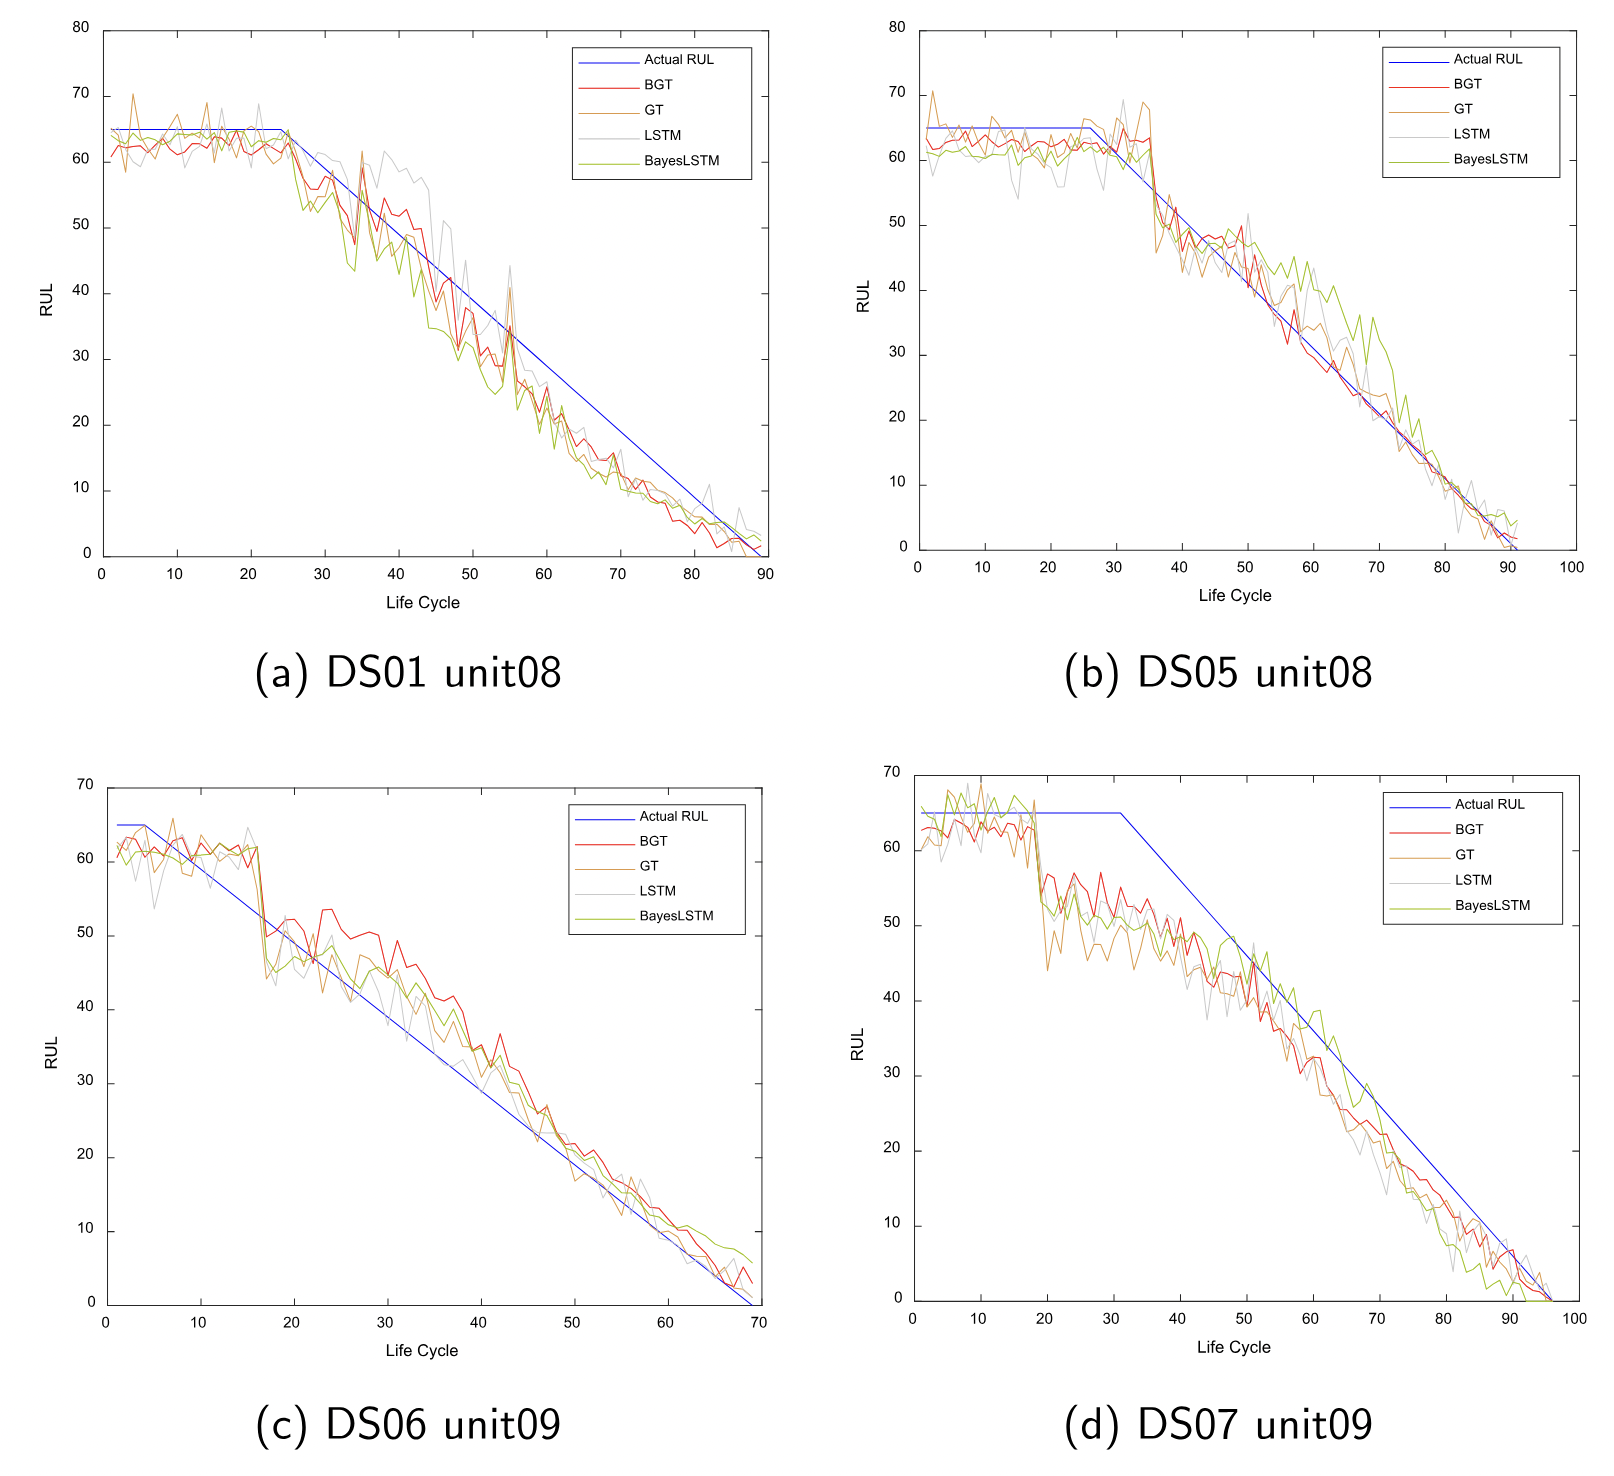 80
70
60
50
40
30
20
10
0
RUL
0 10 20 30 40 50 60 70 80 90
Life Cycle
Actual RUL
BGT
GT
LSTM
BayesLSTM
(a) DS01 unit08
80
70
60
50
40
30
20
10
0
RUL
0 10 20 30 40 50 60 70 80 90 100
Life Cycle
Actual RUL
BGT
GT
LSTM
BayesLSTM
(b) DS05 unit08
70
60
50
40
30
20
10
0
RUL
0 10 20 30 40 50 60 70
Life Cycle
Actual RUL
BGT
GT
LSTM
BayesLSTM
(c) DS06 unit09
70
60
50
40
30
20
10
0
RUL
0 10 20 30 40 50 60 70 80 90 100
Life Cycle
Actual RUL
BGT
GT
LSTM
BayesLSTM
(d) DS07 unit09